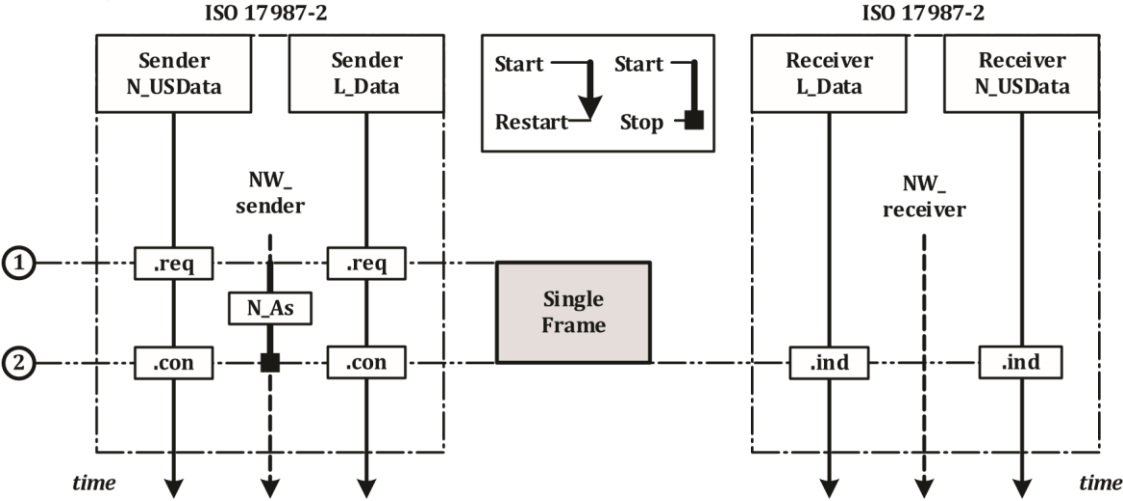 ISO 17987-2
ISO 17987-2
Sender
N_USData
Sender
L_Data
Start
Restart
Start
Stop
Receiver
L_Data
Receiver
N_USData
NW_
sender
NW_
receiver
1
.req
.req
N_As
Single
Frame
2
.con
.con
.ind
.ind
time
time